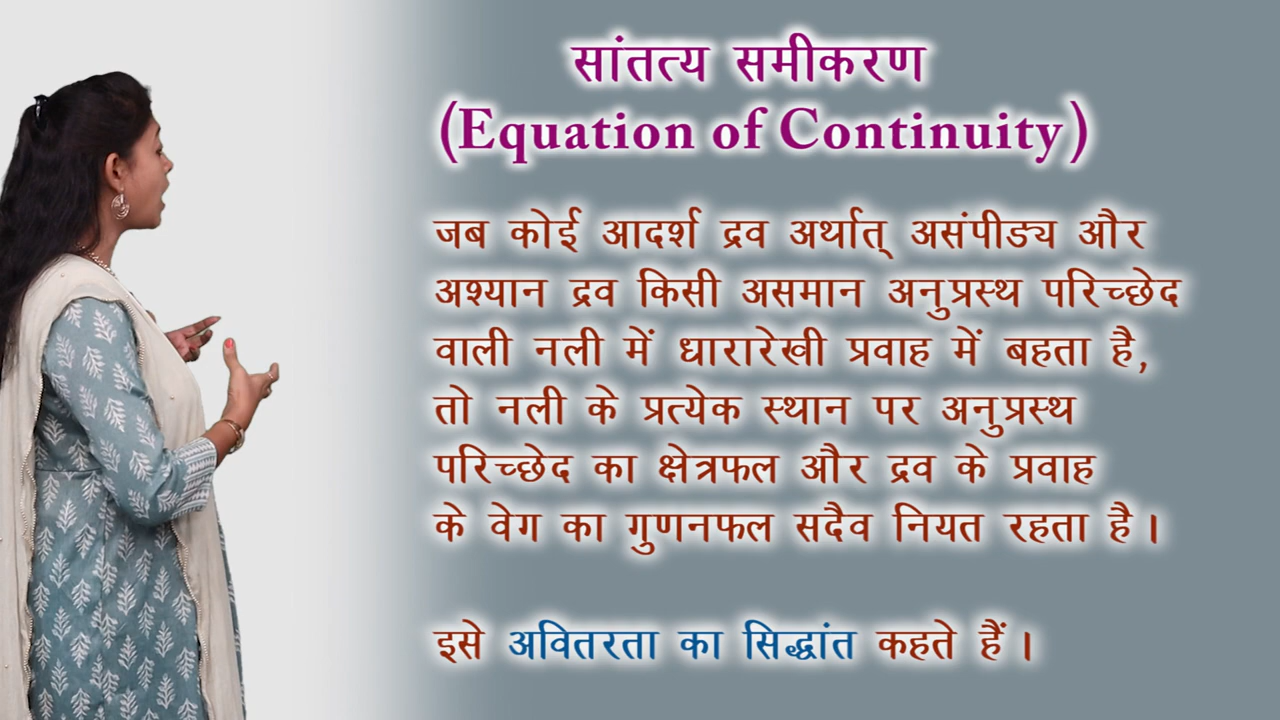 सांतत्य समीकरण
(Equation of Continuity)
जब कोई आदर्श द्रव अर्थात् असंपीड्य और
अश्यान द्रव किसी असमान अनुप्रस्थ परिच्छेद
वाली नली में धारारेखी प्रवाह में बहता है,
तो नली के प्रत्येक स्थान पर अनुप्रस्थ
परिच्छेद का क्षेत्रफल और द्रव के प्रवाह
के वेग का गुणनफल सदैव नियत रहता है।
इसे अवितरता का सिद्धांत कहते हैं।